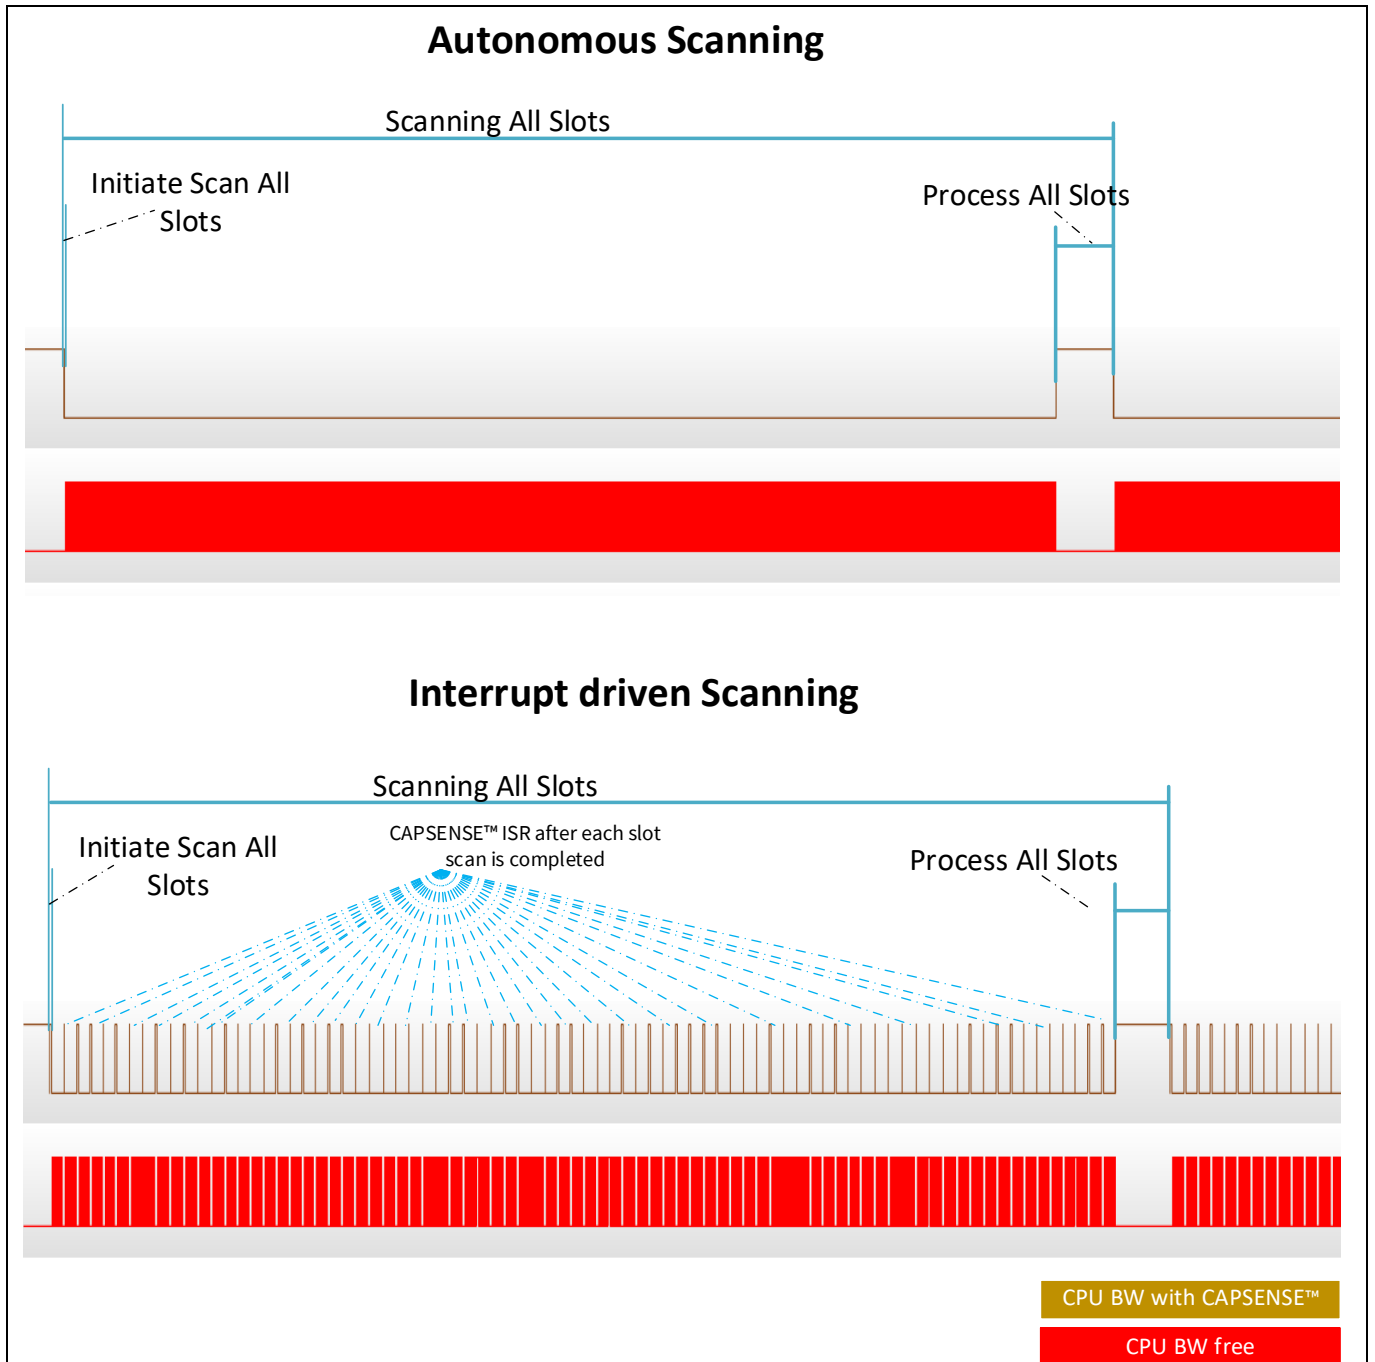 Autonomous Scanning
Scanning All Slots
Initiate Scan All
Slots
Process All Slots
Interrupt driven Scanning
Scanning All Slots
CAPSENSE™ ISR after each slot
scan is completed
Initiate Scan All
Slots
Process All Slots
CPU BW with CAPSENSE™
CPU BW free